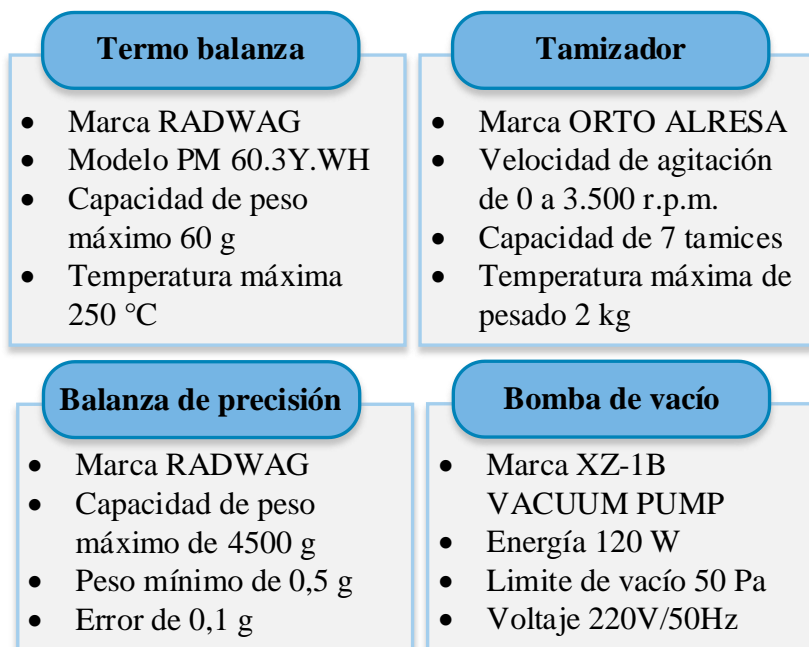 Termo balanza
• Marca RADWAG
• Modelo PM 60.3Y.WH
• Capacidad de peso
máximo 60 g
• Temperatura máxima
250 °C
Tamizador
• Marca ORTO ALRESA
• Velocidad de agitación
de 0 a 3.500 r.p.m.
• Capacidad de 7 tamices
• Temperatura máxima de
pesado 2 kg
Balanza de precisión
• Marca RADWAG
• Capacidad de peso
máximo de 4500 g
• Peso mínimo de 0,5 g
• Error de 0,1 g
Bomba de vacío
• Marca XZ-1B
VACUUM PUMP
• Energía 120 W
• Limite de vacío 50 Pa
• Voltaje 220V/50Hz